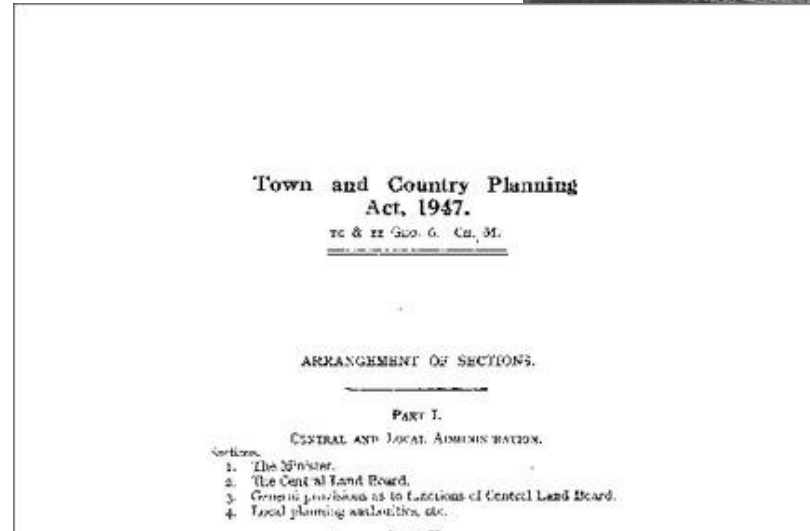 Town and Country Planning
Act, 1947.
10 & 11 GEO. 6. CH.
ARRANGEMENT OF SECTIONS.
PART I.
CENTRAL AND LOCAL ADMINISTRATION.
Sections.
1. The Minister.
2. The Central Land Board.
3. General provisions as to functions of Central Land Board.
4. Local planning authorities, etc.